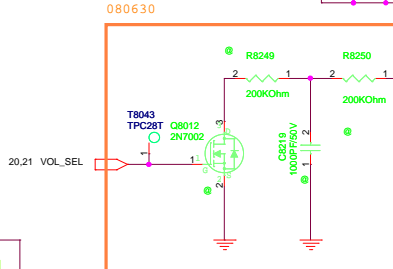 080630
@
R8249
R8250
2
1
2
1
200KOhm
200KOhm
T8043
TPC28T
Q8012
2N7002
3
2
C8219
1000PF/50V
@
20,21 VOL_SEL
1
1
1
@
2
@